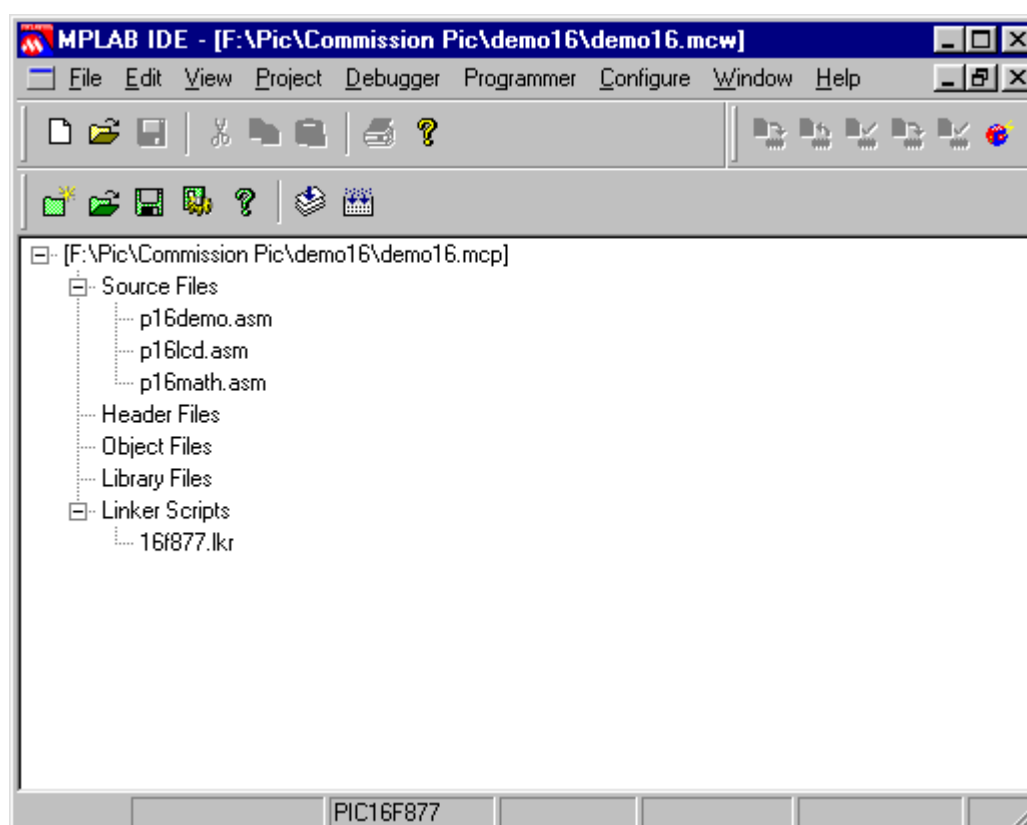 MPLAB IDE - [F:\Pic\Commission Pic\demo16\demo16.mcw]
File Edit View Project Debugger Programmer Configure Window Help
[F:\Pic\Commission Pic\demo16\demo16.mcp]
Source Files
p16demo.asm
p16lcd.asm
p16math.asm
Header Files
Object Files
Library Files
Linker Scripts
16f877.lkr
PIC16F877